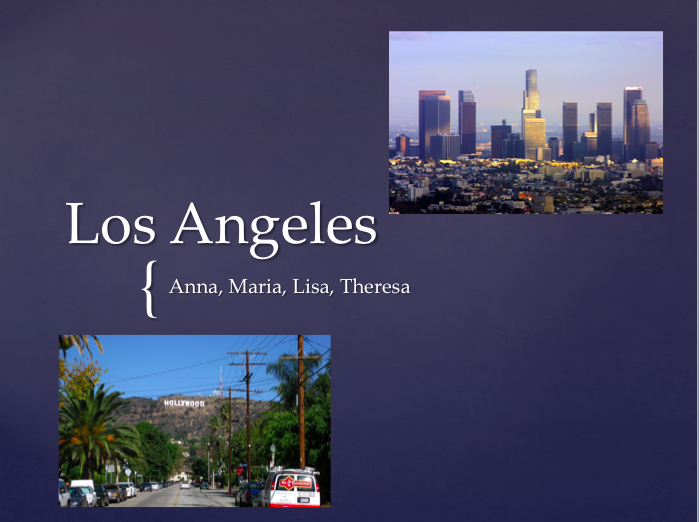 Los Angeles
{ Anna, Maria, Lisa, Theresa
HOLLYWOOD